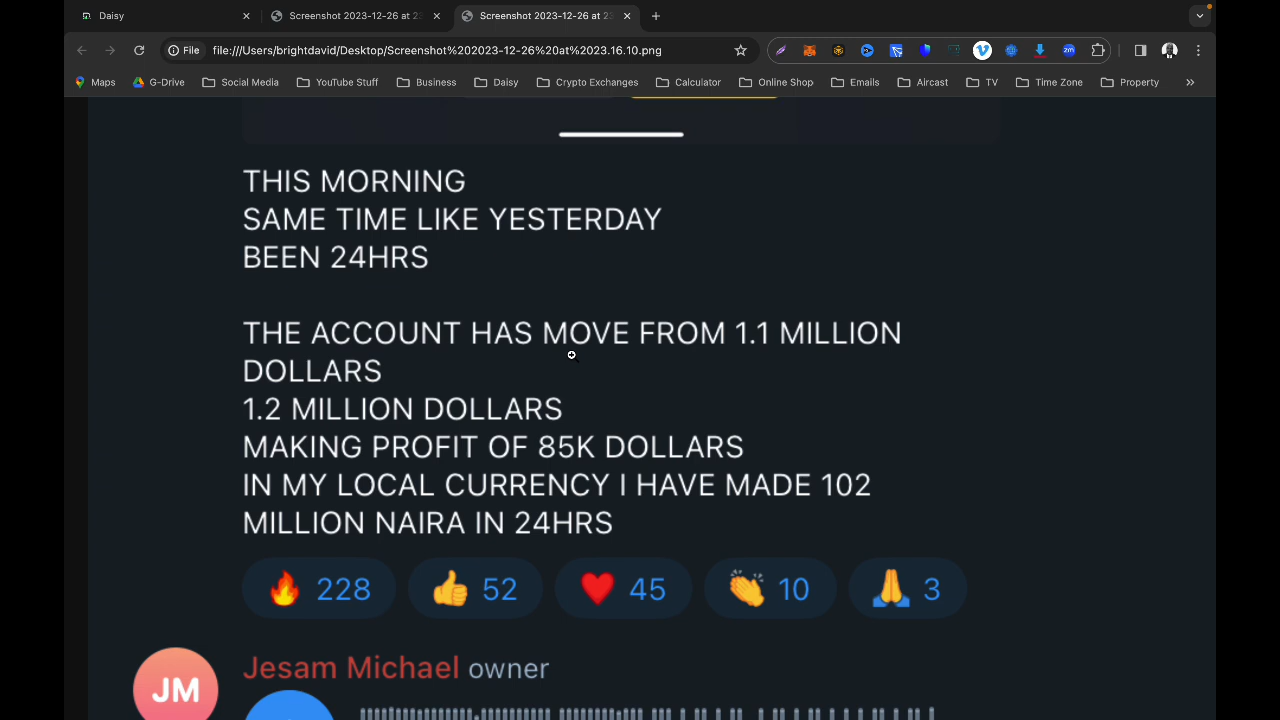 Daisy
Screenshot 2023-12-26 at 2
Screenshot 2023-12-26 at 23
File file:///Users/brightdavid/Desktop/Screenshot%202023-12-26%20at%2023.16.10.png
Maps G-Drive Social Media YouTube Stuff Business Daisy Crypto Exchanges Calculator Online Shop Emails Aircast TV Time Zone Property
THIS MORNING
SAME TIME LIKE YESTERDAY
BEEN 24HRS
THE ACCOUNT HAS MOVE FROM 1.1 MILLION
DOLLARS
1.2 MILLION DOLLARS
MAKING PROFIT OF 85K DOLLARS
IN MY LOCAL CURRENCY I HAVE MADE 102
MILLION NAIRA IN 24HRS
228 52 45 10 3
Jesam Michael owner
JM